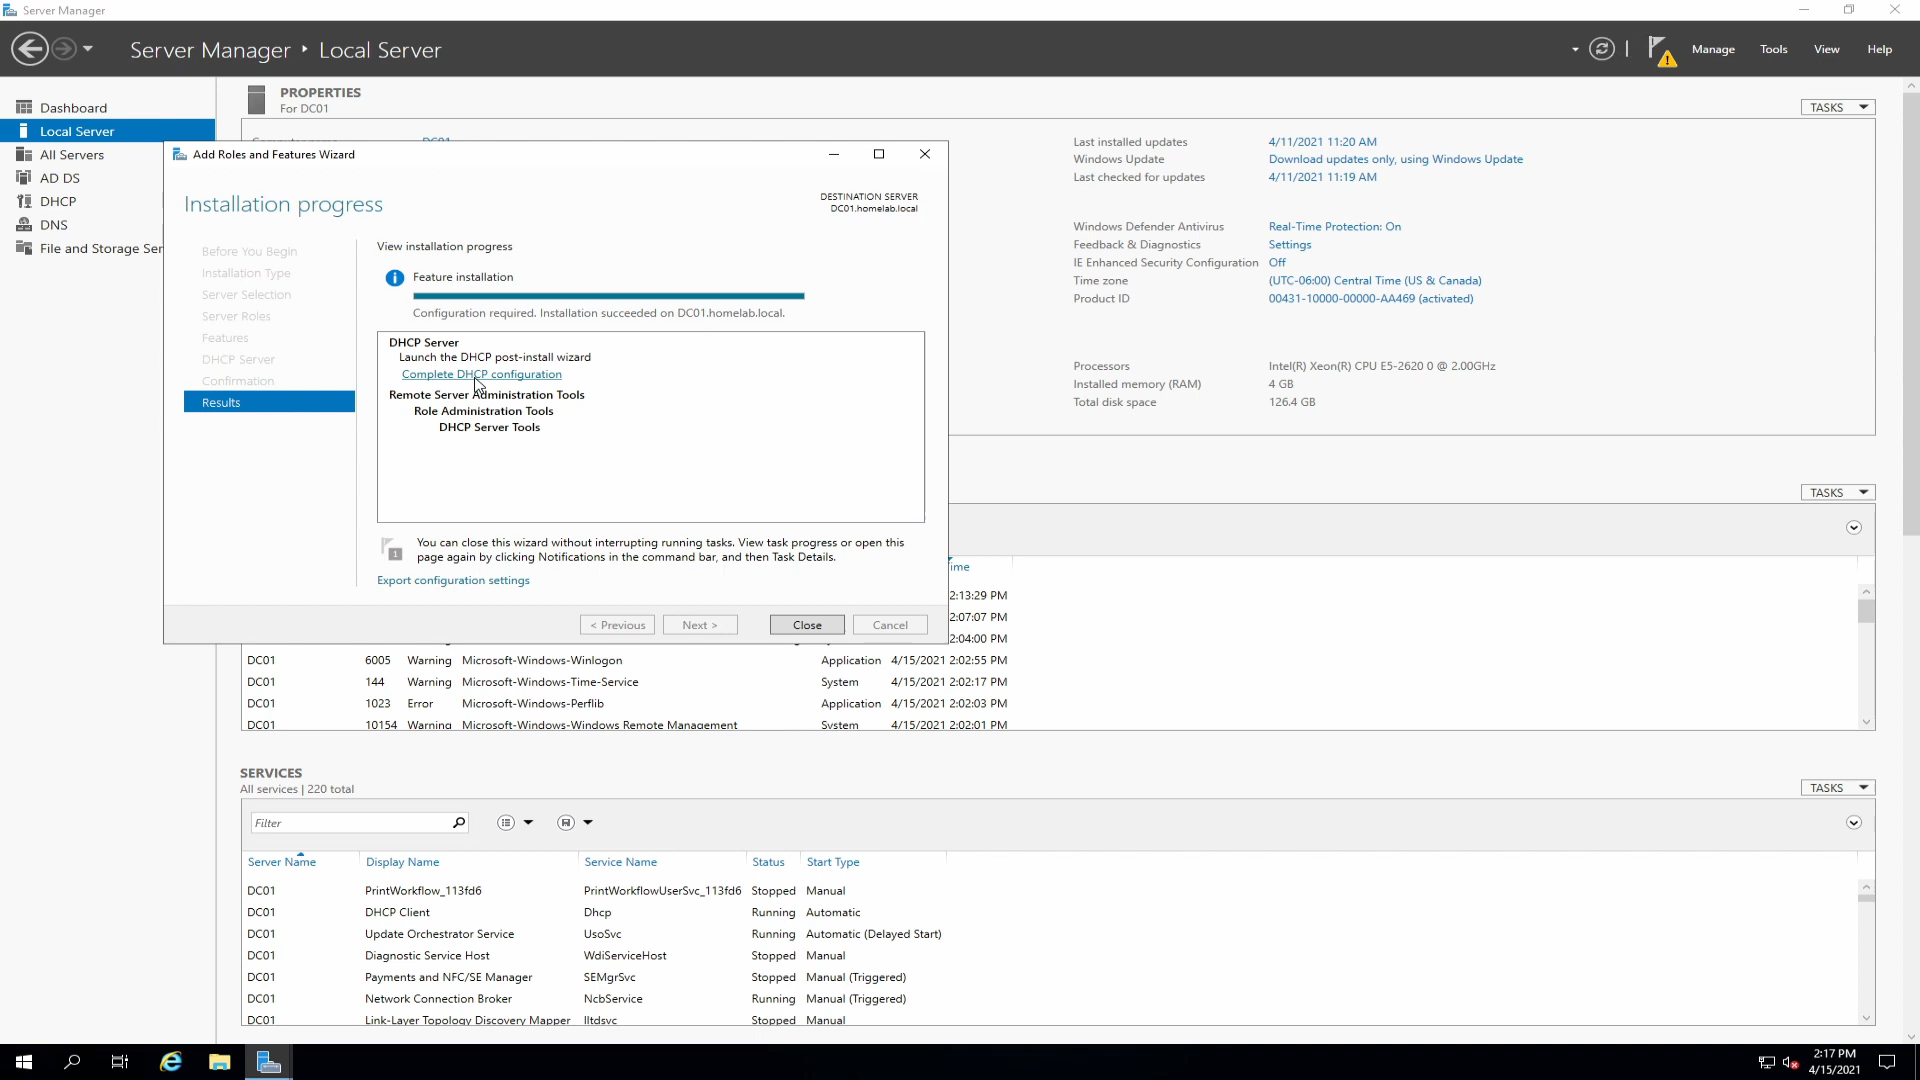 Server Manager
Server Manager ‣ Local Server
Manage Tools View Help
Dashboard
Local Server
All Servers
AD DS
DHCP
DNS
File and Storage Ser
PROPERTIES
For DC01
TASKS
Last installed updates 4/11/2021 11:20 AM
Windows Update Download updates only, using Windows Update
Last checked for updates 4/11/2021 11:19 AM
Windows Defender Antivirus Real-Time Protection: On
Feedback & Diagnostics Settings
IE Enhanced Security Configuration Off
Time zone (UTC-06:00) Central Time (US & Canada)
Product ID 00431-10000-00000-AA469 (activated)
Processors Intel(R) Xeon(R) CPU E5-2620 0 @ 2.00GHz
Installed memory (RAM) 4 GB
Total disk space 126.4 GB
Add Roles and Features Wizard
Installation progress
DESTINATION SERVER
DC01.homelab.local
Before You Begin
Installation Type
Server Selection
Server Roles
Features
DHCP Server
Confirmation
Results
View installation progress
Feature installation
Configuration required. Installation succeeded on DC01.homelab.local.
DHCP Server
Launch the DHCP post-install wizard
Complete DHCP configuration
Remote Server Administration Tools
Role Administration Tools
DHCP Server Tools
1
You can close this wizard without interrupting running tasks. View task progress or open this
page again by clicking Notifications in the command bar, and then Task Details.
Export configuration settings
< Previous Next > Close Cancel
TASKS
ime
2:13:29 PM
2:07:07 PM
2:04:00 PM
DC01 6005 Warning Microsoft-Windows-Winlogon Application 4/15/2021 2:02:55 PM
DC01 144 Warning Microsoft-Windows-Time-Service System 4/15/2021 2:02:17 PM
DC01 1023 Error Microsoft-Windows-Perflib Application 4/15/2021 2:02:03 PM
DC01 10154 Warning Microsoft-Windows-Windows Remote Management System 4/15/2021 2:02:01 PM
SERVICES
All services | 220 total
TASKS
Filter
Server Name Display Name Service Name Status Start Type
DC01 PrintWorkflow_113fd6 PrintWorkflowUserSvc_113fd6 Stopped Manual
DC01 DHCP Client Dhcp Running Automatic
DC01 Update Orchestrator Service UsoSvc Running Automatic (Delayed Start)
DC01 Diagnostic Service Host WdiServiceHost Stopped Manual
DC01 Payments and NFC/SE Manager SEMgrSvc Stopped Manual (Triggered)
DC01 Network Connection Broker NcbService Running Manual (Triggered)
DC01 Link-Layer Topology Discovery Mapper lltdsvc Stopped Manual
2:17 PM
4/15/2021